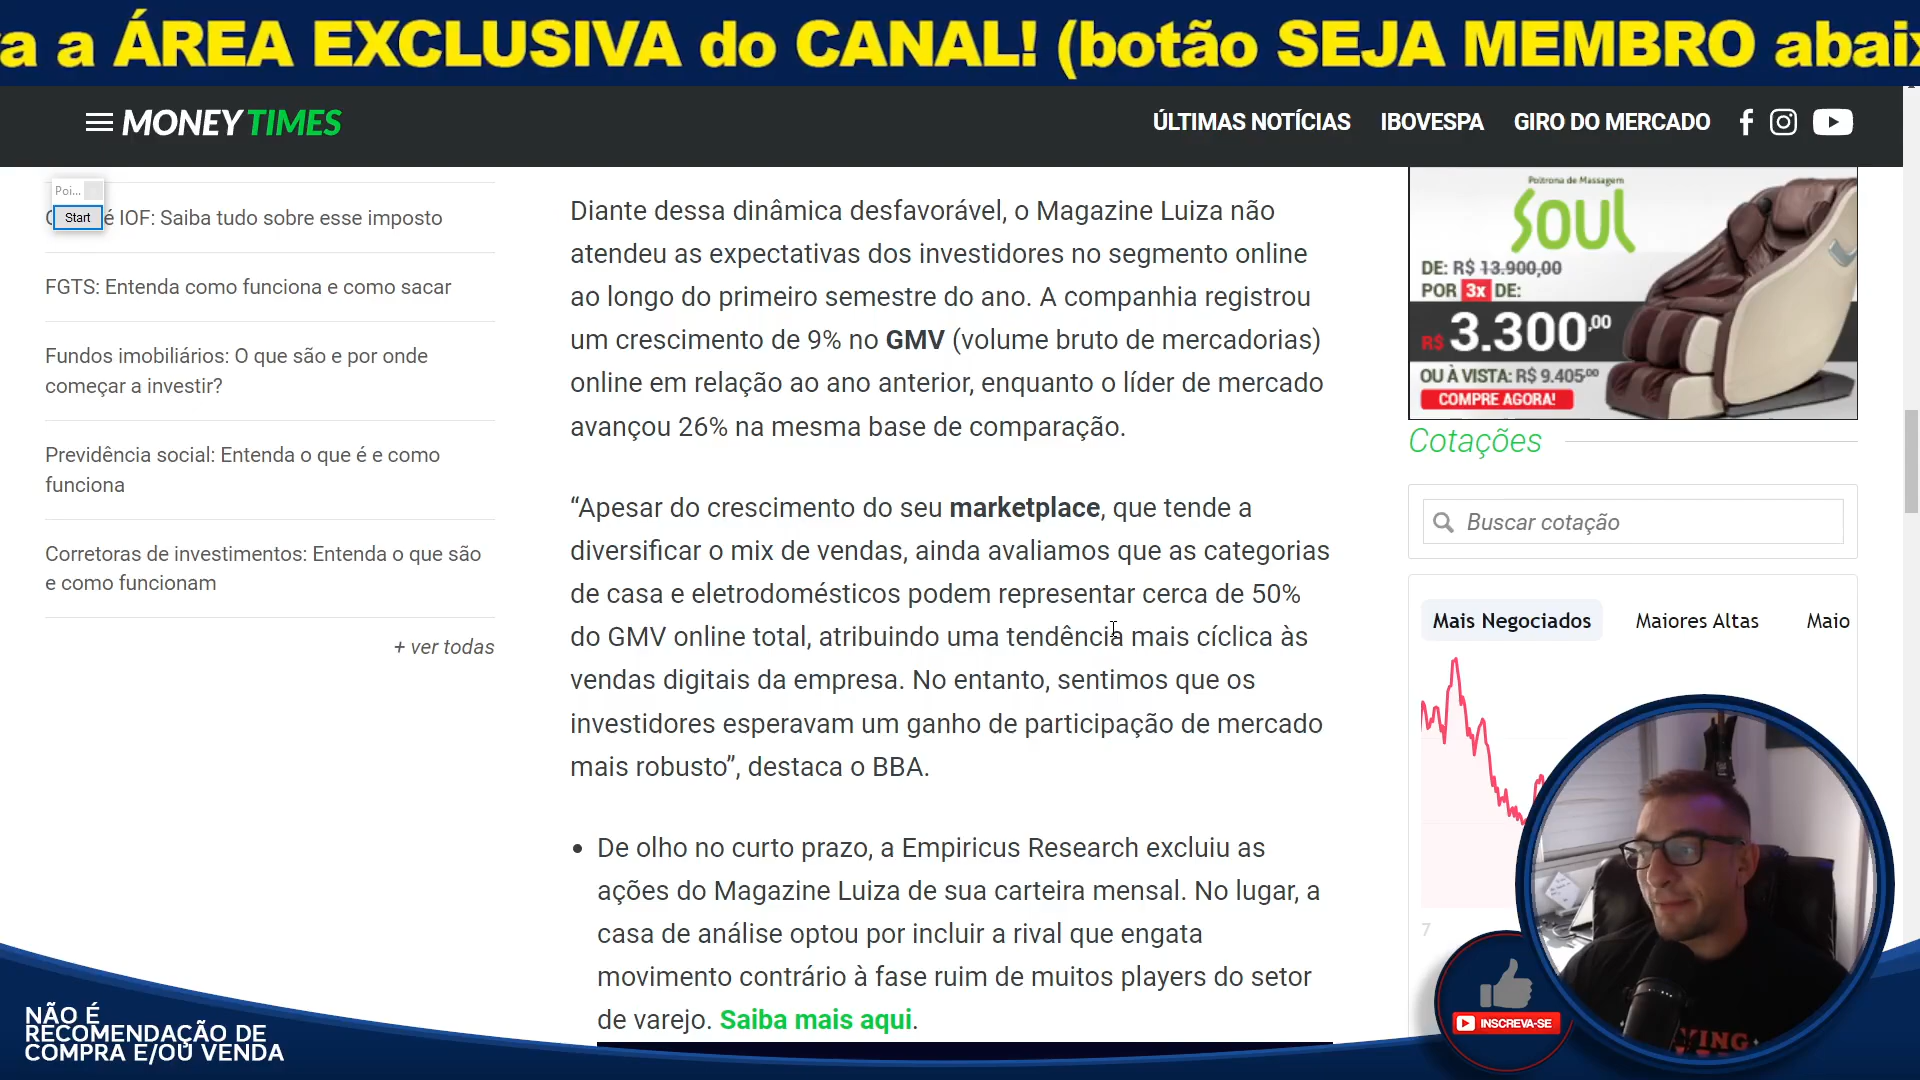 a a ÁREA EXCLUSIVA do CANAL! (botão SEJA MEMBRO abaix
MONEY TIMES
ÚLTIMAS NOTÍCIAS
IBOVESPA
GIRO DO MERCADO
Poi...
Start
é IOF: Saiba tudo sobre esse imposto
FGTS: Entenda como funciona e como sacar
Fundos imobiliários: O que são e por onde
começar a investir?
Previdência social: Entenda o que é e como
funciona
Corretoras de investimentos: Entenda o que são
e como funcionam
+ ver todas
Diante dessa dinâmica desfavorável, o Magazine Luiza não
atendeu as expectativas dos investidores no segmento online
ao longo do primeiro semestre do ano. A companhia registrou
um crescimento de 9% no GMV (volume bruto de mercadorias)
online em relação ao ano anterior, enquanto o líder de mercado
avançou 26% na mesma base de comparação.
“Apesar do crescimento do seu marketplace, que tende a
diversificar o mix de vendas, ainda avaliamos que as categorias
de casa e eletrodomésticos podem representar cerca de 50%
do GMV online total, atribuindo uma tendência mais cíclica às
vendas digitais da empresa. No entanto, sentimos que os
investidores esperavam um ganho de participação de mercado
mais robusto”, destaca o BBA.
• De olho no curto prazo, a Empiricus Research excluiu as
ações do Magazine Luiza de sua carteira mensal. No lugar, a
casa de análise optou por incluir a rival que engata
movimento contrário à fase ruim de muitos players do setor
de varejo. Saiba mais aqui.
Poltrona de Massagem
Soul
DE: R$ 13.900,00
POR 3x DE:
R$ 3.300,00
OU À VISTA: R$ 9.405,00
COMPRE AGORA!
Cotações
Buscar cotação
Mais Negociados
Maiores Altas
Maio
7
INSCREVA-SE
NÃO É
RECOMENDAÇÃO DE
COMPRA E/OU VENDA